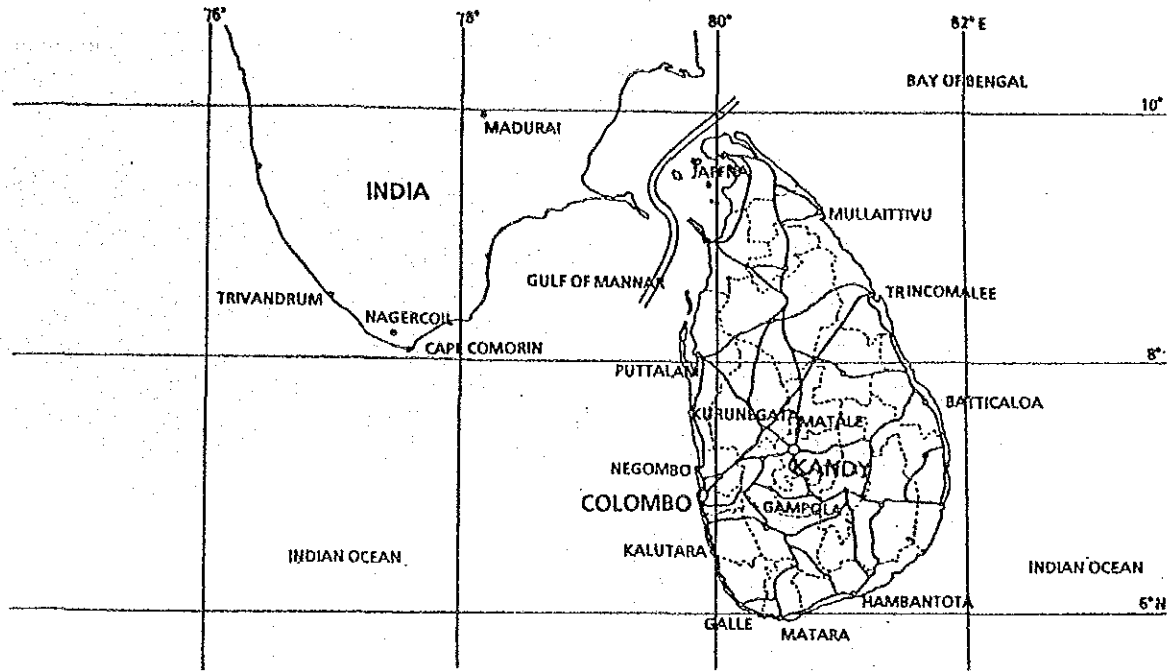 76°
78°
80°
82° E
BAY OF BENGAL
10°
MADURAI
JAFFNA
INDIA
MULLAITTIVU
GULF OF MANNAR
TRINCOMALEE
TRIVANDRUM
NAGERCOIL
CAPE COMORIN
8°
PUTTALAM
BATTICALOA
KURUNEGATA
MATALE
NEGOMBO
KANDY
COLOMBO
GAMPOLA
INDIAN OCEAN
KALUTARA
INDIAN OCEAN
HAMBANTOTA
6° N
GALLE
MATARA